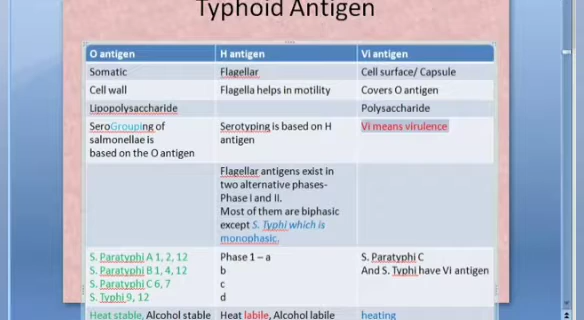 Typhoid Antigen
O antigen H antigen Vi antigen
Somatic Flagellar Cell surface/ Capsule
Cell wall Flagella helps in motility Covers O antigen
Lipopolysaccharide Polysaccharide
SeroGrouping of Serotyping is based on H Vi means virulence
salmonellae is antigen
based on the O antigen
Flagellar antigens exist in
two alternative phases-
Phase I and II.
Most of them are biphasic
except S. Typhi which is
monophasic.
S. Paratyphi A 1, 2, 12 Phase 1 – a S. Paratyphi C
S. Paratyphi B 1, 4, 12 b And S. Typhi have Vi antigen
S. Paratyphi C 6, 7 c
S. Typhi 9, 12 d
Heat stable, Alcohol stable Heat labile, Alcohol labile heating